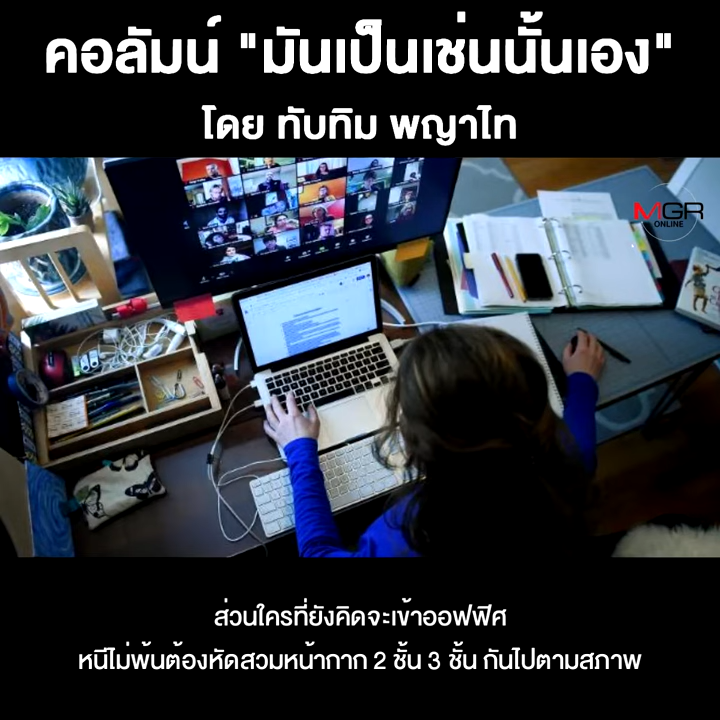 คอลัมน์ "มันเป็นเช่นนั้นเอง"
โดย ทับทิม พญาไท
MGR
ONLINE
ส่วนใครที่ยังคิดจะเข้าออฟฟิศ
หนีไม่พ้นต้องหัดสวมหน้ากาก 2 ชั้น 3 ชั้น กันไปตามสภาพ